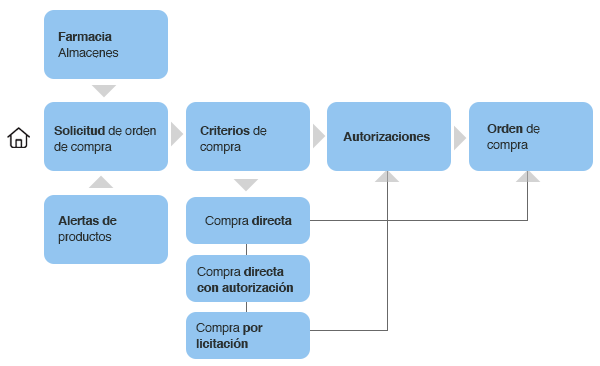 Farmacia
Almacenes
Solicitud de orden
de compra
Criterios de
compra
Autorizaciones
Orden de
compra
Alertas de
productos
Compra directa
Compra directa
con autorización
Compra por
licitación